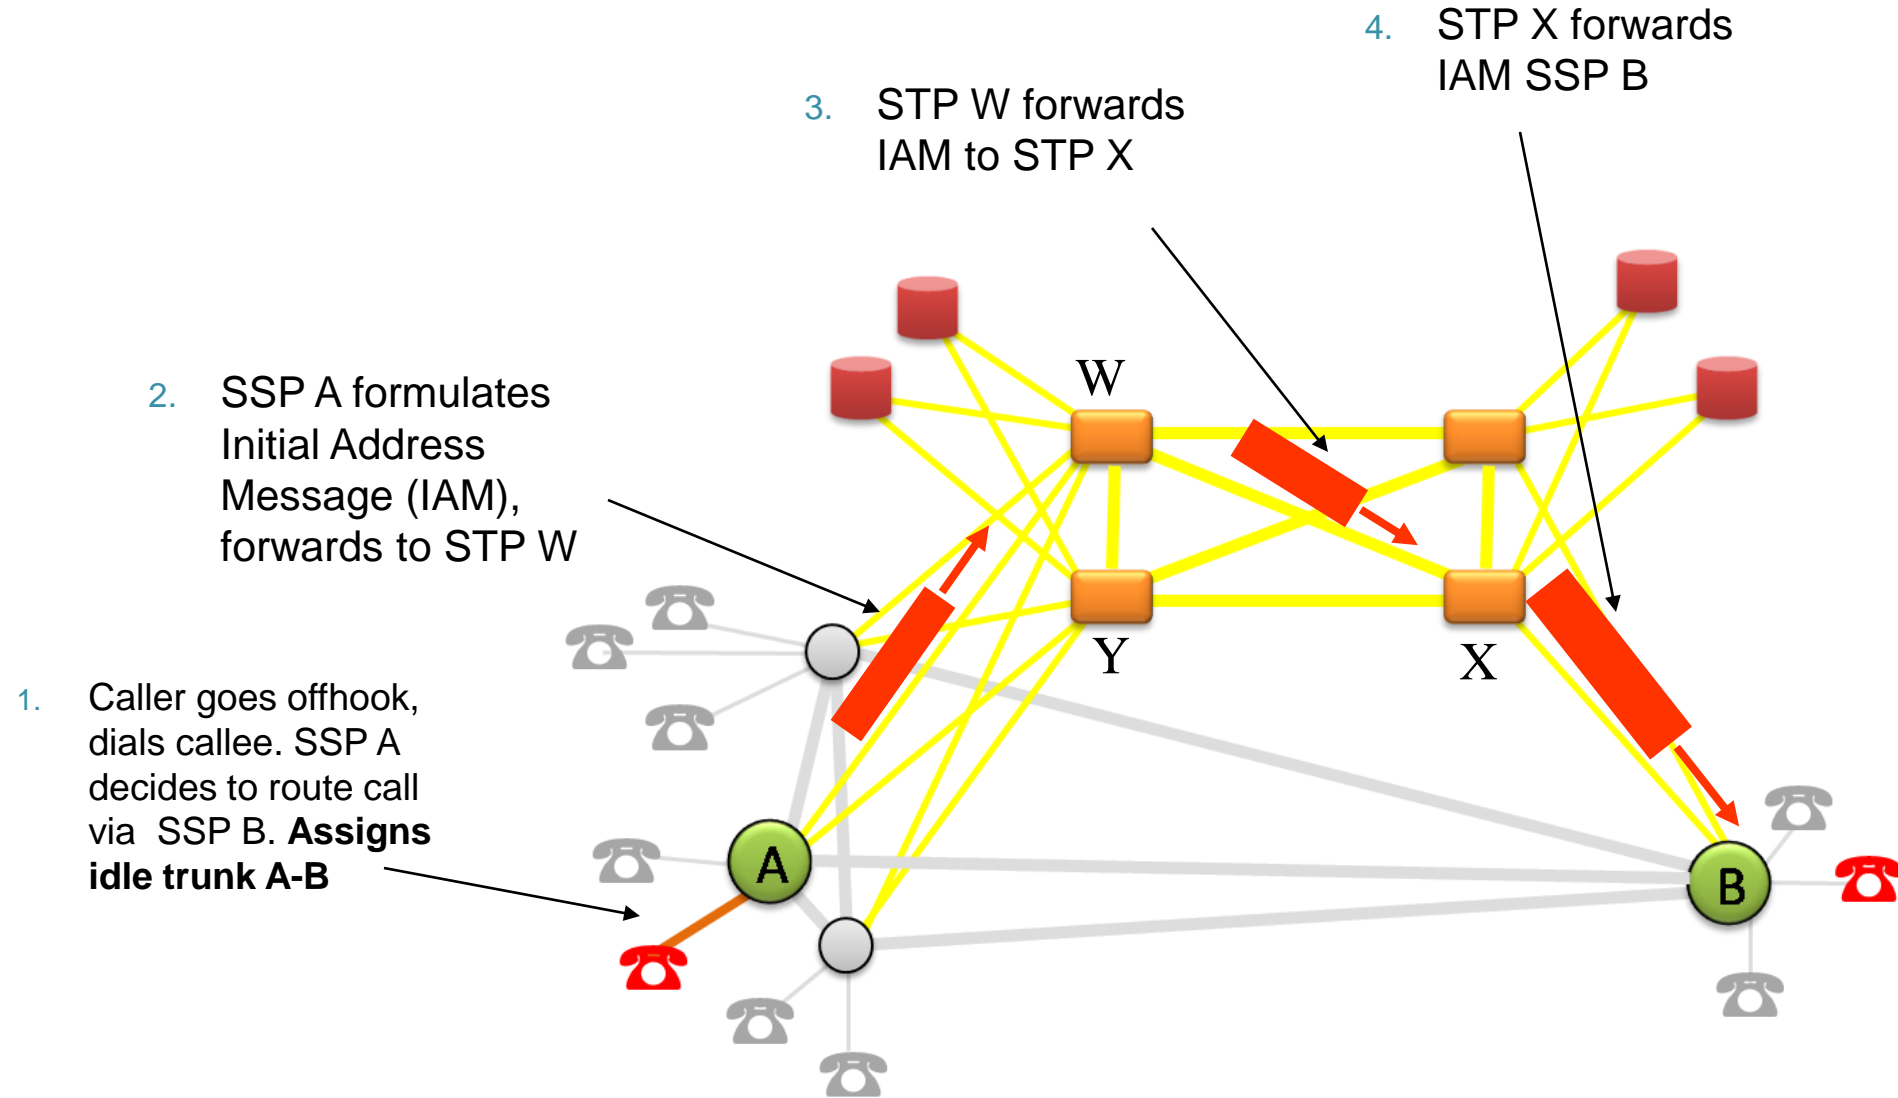 1. Caller goes offhook,
dials callee. SSP A
decides to route call
via SSP B. Assigns
idle trunk A-B
2. SSP A formulates
Initial Address
Message (IAM),
forwards to STP W
3. STP W forwards
IAM to STP X
4. STP X forwards
IAM SSP B
W
Y
X
A
B